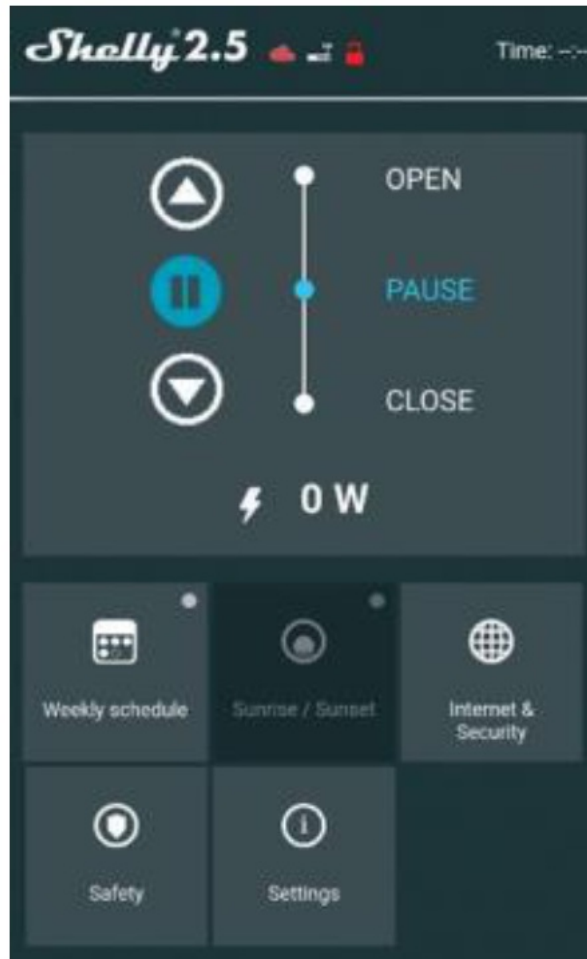 Shelly 2.5
Time: --:--
OPEN
PAUSE
CLOSE
0 W
Weekly schedule
Sunrise / Sunset
Internet &
Security
Safety
Settings